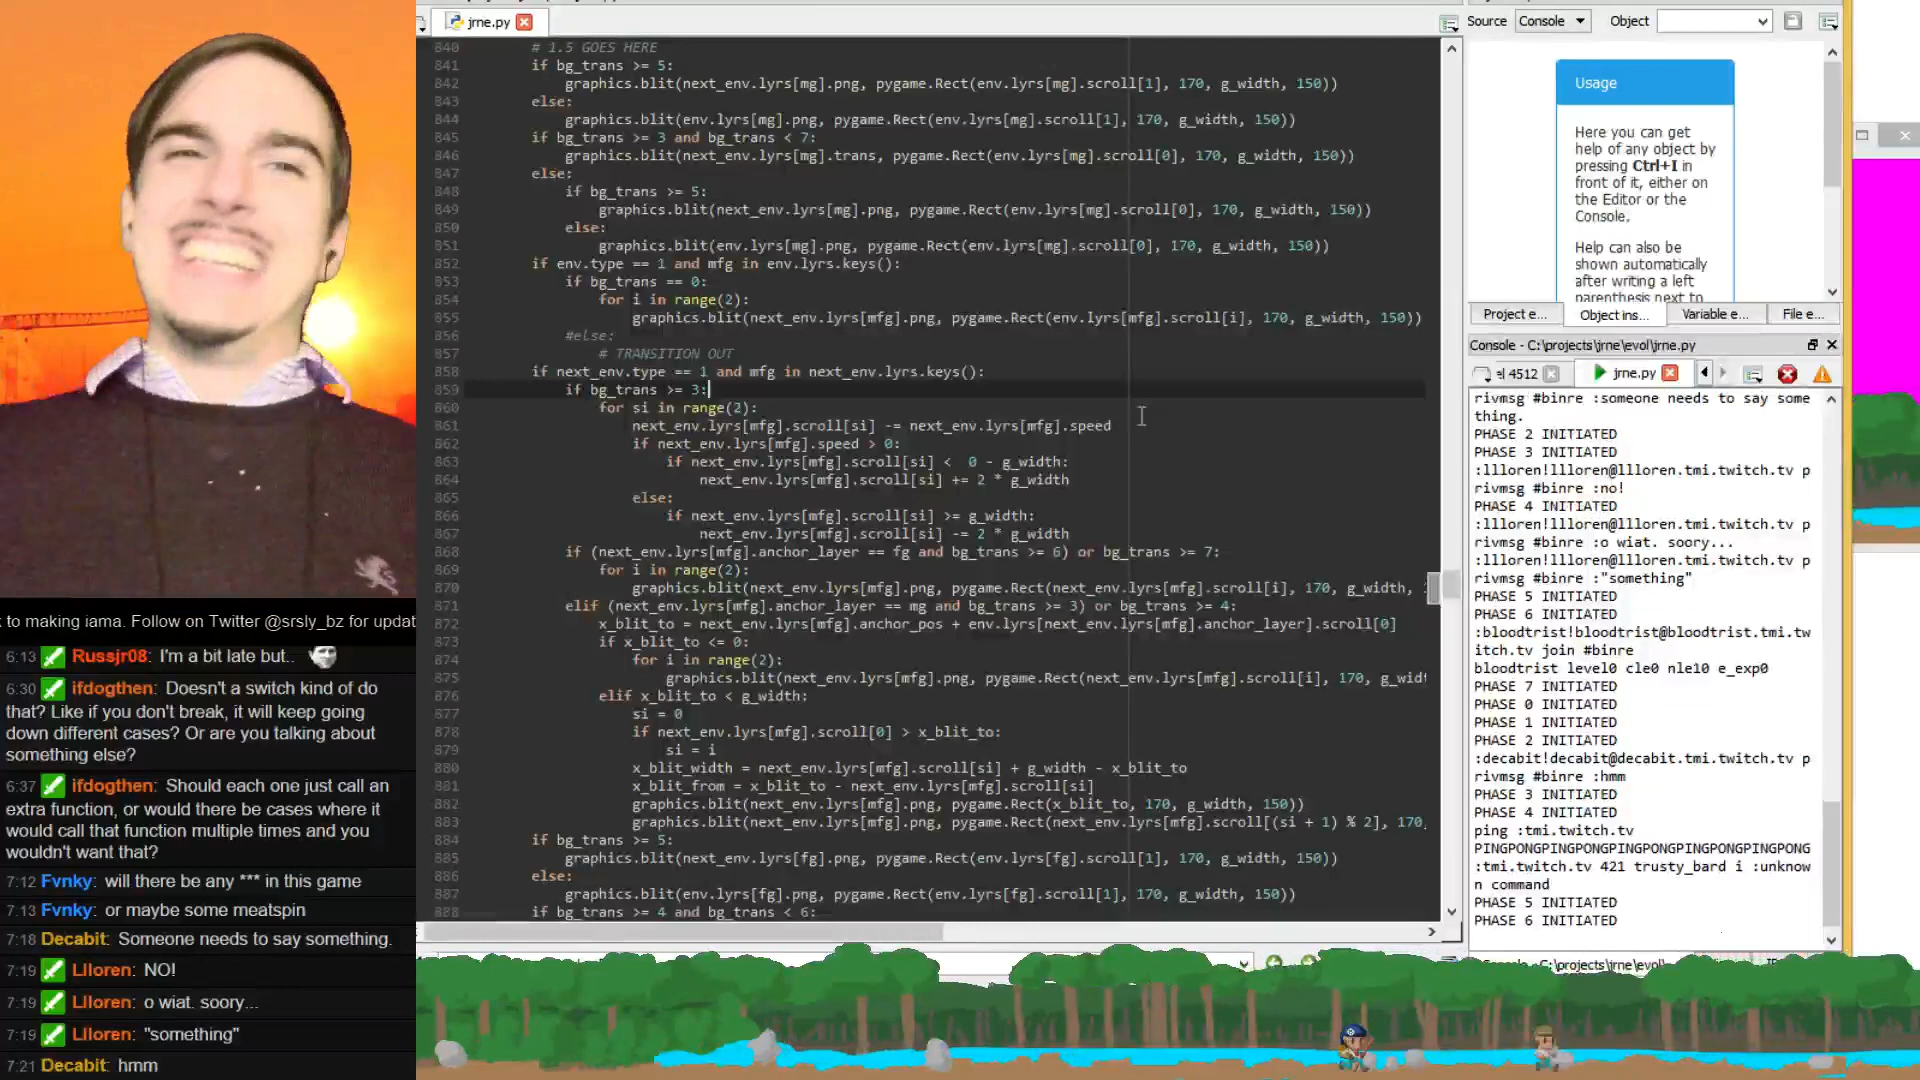 jrne.py
840 # 1.5 GOES HERE
841 if bg_trans >= 5:
842 graphics.blit(next_env.lyrs[mg].png, pygame.Rect(env.lyrs[mg].scroll[1], 170, g_width, 150))
843 else:
844 graphics.blit(env.lyrs[mg].png, pygame.Rect(env.lyrs[mg].scroll[1], 170, g_width, 150))
845 if bg_trans >= 3 and bg_trans < 7:
846 graphics.blit(next_env.lyrs[mg].trans, pygame.Rect(env.lyrs[mg].scroll[0], 170, g_width, 150))
847 else:
848 if bg_trans >= 5:
849 graphics.blit(next_env.lyrs[mg].png, pygame.Rect(env.lyrs[mg].scroll[0], 170, g_width, 150))
850 else:
851 graphics.blit(env.lyrs[mg].png, pygame.Rect(env.lyrs[mg].scroll[0], 170, g_width, 150))
852 if env.type == 1 and mfg in env.lyrs.keys():
853 if bg_trans == 0:
854 for i in range(2):
855 graphics.blit(next_env.lyrs[mfg].png, pygame.Rect(env.lyrs[mfg].scroll[i], 170, g_width, 150))
856 #else:
857 # TRANSITION OUT
858 if next_env.type == 1 and mfg in next_env.lyrs.keys():
859 if bg_trans >= 3:
860 for si in range(2):
861 next_env.lyrs[mfg].scroll[si] -= next_env.lyrs[mfg].speed
862 if next_env.lyrs[mfg].speed > 0:
863 if next_env.lyrs[mfg].scroll[si] <  0 - g_width:
864 next_env.lyrs[mfg].scroll[si] += 2 * g_width
865 else:
866 if next_env.lyrs[mfg].scroll[si] >= g_width:
867 next_env.lyrs[mfg].scroll[si] -= 2 * g_width
868 if (next_env.lyrs[mfg].anchor_layer == fg and bg_trans >= 6) or bg_trans >= 7:
869 for i in range(2):
870 graphics.blit(next_env.lyrs[mfg].png, pygame.Rect(next_env.lyrs[mfg].scroll[i], 170, g_width,
871 elif (next_env.lyrs[mfg].anchor_layer == mg and bg_trans >= 3) or bg_trans >= 4:
872 x_blit_to = next_env.lyrs[mfg].anchor_pos + env.lyrs[next_env.lyrs[mfg].anchor_layer].scroll[0]
873 if x_blit_to <= 0:
874 for i in range(2):
875 graphics.blit(next_env.lyrs[mfg].png, pygame.Rect(next_env.lyrs[mfg].scroll[i], 170, g_widt
876 elif x_blit_to < g_width:
877 si = 0
878 if next_env.lyrs[mfg].scroll[0] > x_blit_to:
879 si = i
880 x_blit_width = next_env.lyrs[mfg].scroll[si] + g_width - x_blit_to
881 x_blit_from = x_blit_to - next_env.lyrs[mfg].scroll[si]
882 graphics.blit(next_env.lyrs[mfg].png, pygame.Rect(x_blit_to, 170, g_width, 150))
883 graphics.blit(next_env.lyrs[mfg].png, pygame.Rect(next_env.lyrs[mfg].scroll[(si + 1) % 2], 170,
884 if bg_trans >= 5:
885 graphics.blit(next_env.lyrs[fg].png, pygame.Rect(env.lyrs[fg].scroll[1], 170, g_width, 150))
886 else:
887 graphics.blit(env.lyrs[fg].png, pygame.Rect(env.lyrs[fg].scroll[1], 170, g_width, 150))
888 if bg_trans >= 4 and bg_trans < 6:
Source Console Object
Usage
Here you can get
help of any object by
pressing Ctrl+I in
front of it, either on
the Editor or the
Console.
Help can also be
shown automatically
after writing a left
parenthesis next to
Project e... Object ins... Variable e... File e...
Console - C:\projects\jrne\evol\jrne.py
4512 jrne.py
rivmsg #binre :someone needs to say some
thing.
PHASE 2 INITIATED
PHASE 3 INITIATED
:llloren!llloren@llloren.tmi.twitch.tv p
rivmsg #binre :no!
PHASE 4 INITIATED
:llloren!llloren@llloren.tmi.twitch.tv p
rivmsg #binre :o wiat. soory...
:llloren!llloren@llloren.tmi.twitch.tv p
rivmsg #binre :"something"
PHASE 5 INITIATED
PHASE 6 INITIATED
:bloodtrist!bloodtrist@bloodtrist.tmi.tw
itch.tv join #binre
bloodtrist level0 cle0 nle10 e_exp0
PHASE 7 INITIATED
PHASE 0 INITIATED
PHASE 1 INITIATED
PHASE 2 INITIATED
:decabit!decabit@decabit.tmi.twitch.tv p
rivmsg #binre :hmm
PHASE 3 INITIATED
PHASE 4 INITIATED
ping :tmi.twitch.tv
PINGPONGPINGPONGPINGPONGPINGPONGPINGPONG
:tmi.twitch.tv 421 trusty_bard i :unknow
n command
PHASE 5 INITIATED
PHASE 6 INITIATED
k to making iama. Follow on Twitter @srsly_bz for updat
6:13 Russjr08: I'm a bit late but..
6:30 ifdogthen: Doesn't a switch kind of do
that? Like if you don't break, it will keep going
down different cases? Or are you talking about
something else?
6:37 ifdogthen: Should each one just call an
extra function, or would there be cases where it
would call that function multiple times and you
wouldn't want that?
7:12 Fvnky: will there be any *** in this game
7:13 Fvnky: or maybe some meatspin
7:18 Decabit: Someone needs to say something.
7:19 Llloren: NO!
7:19 Llloren: o wiat. soory...
7:19 Llloren: "something"
7:21 Decabit: hmm